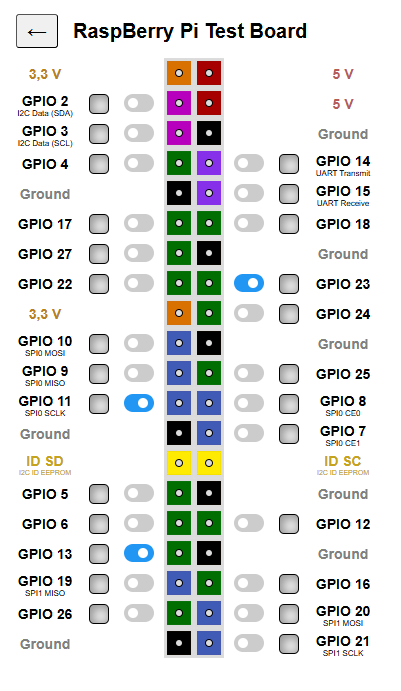 ← RaspBerry Pi Test Board
3,3 V 5 V
GPIO 2 5 V
I2C Data (SDA)
GPIO 3 Ground
I2C Data (SCL)
GPIO 4 GPIO 14
UART Transmit
Ground GPIO 15
UART Receive
GPIO 17 GPIO 18
GPIO 27 Ground
GPIO 22 GPIO 23
3,3 V GPIO 24
GPIO 10 Ground
SPI0 MOSI
GPIO 9 GPIO 25
SPI0 MISO
GPIO 11 GPIO 8
SPI0 SCLK SPI0 CE0
Ground GPIO 7
SPI0 CE1
ID SD ID SC
I2C ID EEPROM I2C ID EEPROM
GPIO 5 Ground
GPIO 6 GPIO 12
GPIO 13 Ground
GPIO 19 GPIO 16
SPI1 MISO
GPIO 26 GPIO 20
SPI1 MOSI
Ground GPIO 21
SPI1 SCLK